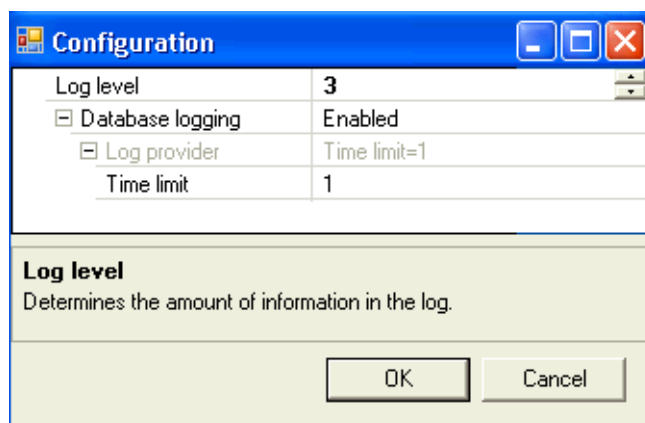 Configuration
Log level 3
Database logging Enabled
Log provider Time limit=1
Time limit 1
Log level
Determines the amount of information in the log.
OK Cancel